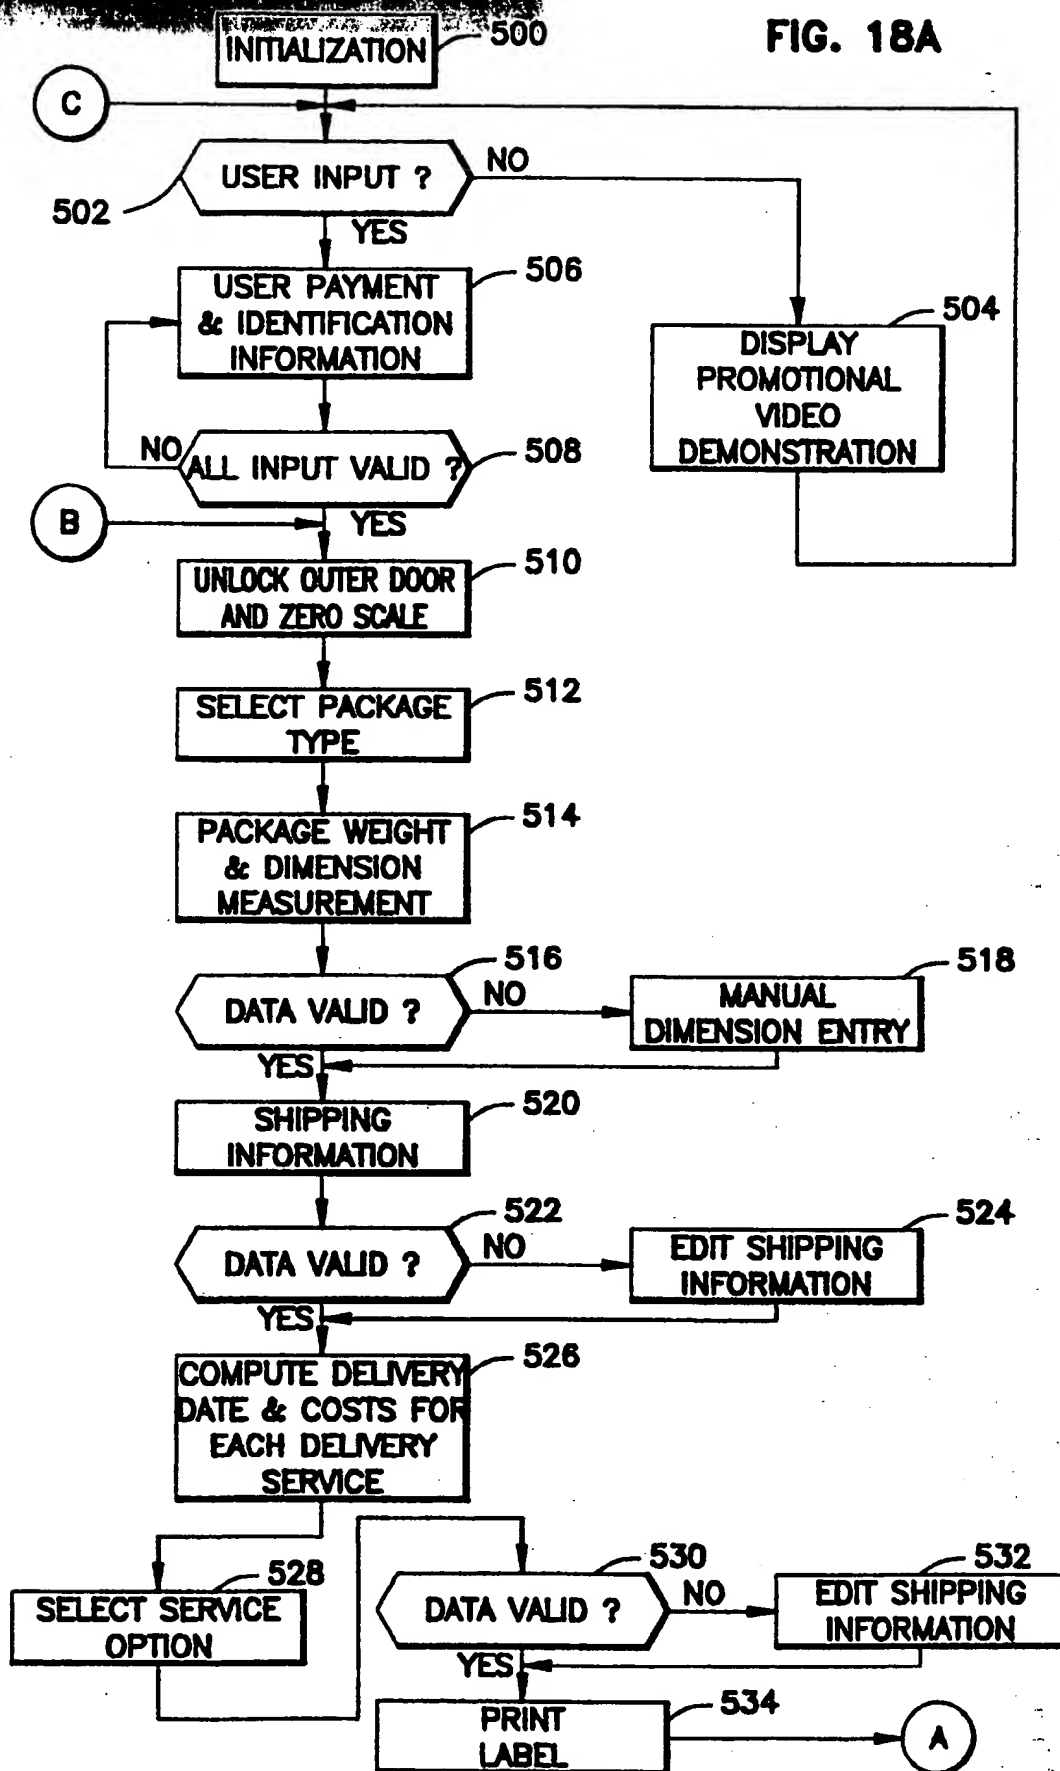 FIG. 18A
INITIALIZATION
500
C
USER INPUT ?
NO
502
YES
USER PAYMENT
& IDENTIFICATION
INFORMATION
506
504
DISPLAY
PROMOTIONAL
VIDEO
DEMONSTRATION
NO
ALL INPUT VALID ?
508
B
YES
UNLOCK OUTER DOOR
AND ZERO SCALE
510
SELECT PACKAGE
TYPE
512
PACKAGE WEIGHT
& DIMENSION
MEASUREMENT
514
516
DATA VALID ?
NO
518
MANUAL
DIMENSION ENTRY
YES
SHIPPING
INFORMATION
520
522
DATA VALID ?
NO
524
EDIT SHIPPING
INFORMATION
YES
COMPUTE DELIVERY
DATE & COSTS FOR
EACH DELIVERY
SERVICE
526
528
SELECT SERVICE
OPTION
530
DATA VALID ?
NO
532
EDIT SHIPPING
INFORMATION
YES
PRINT
LABEL
534
A